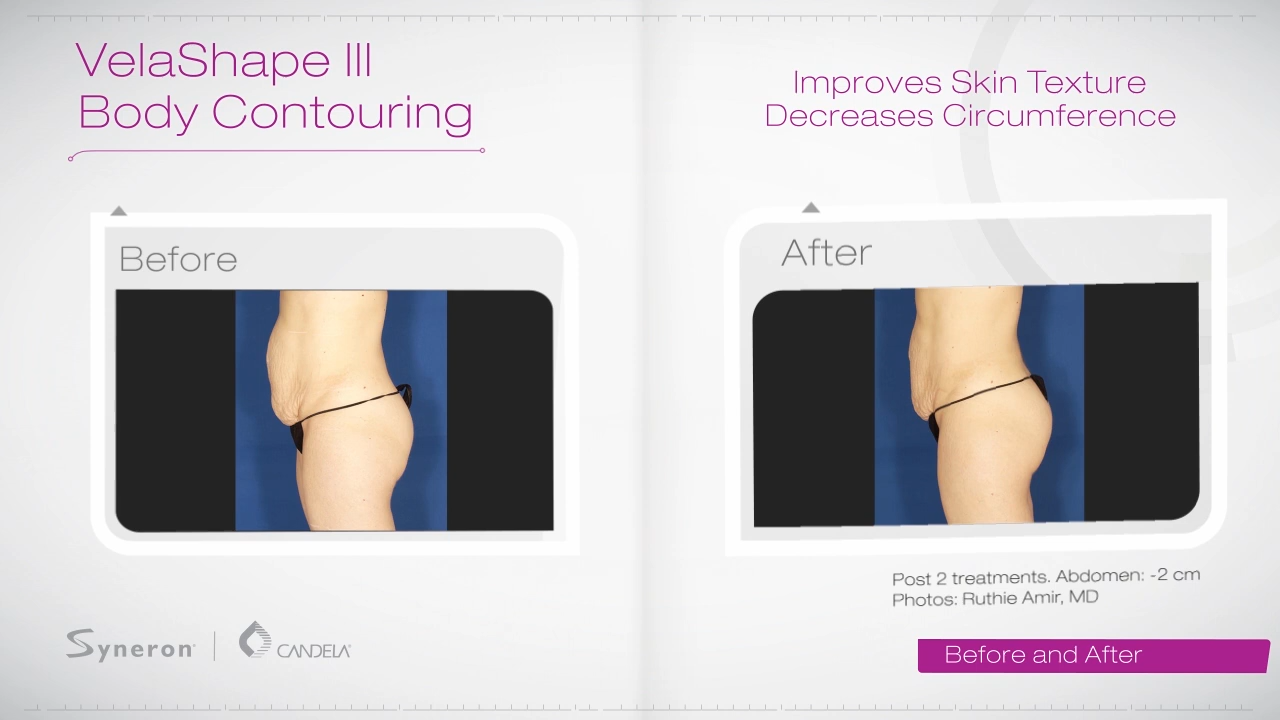 VelaShape III
Body Contouring
Improves Skin Texture
Decreases Circumference
Before
After
Post 2 treatments. Abdomen: -2 cm
Photos: Ruthie Amir, MD
Syneron
CANDELA
Before and After